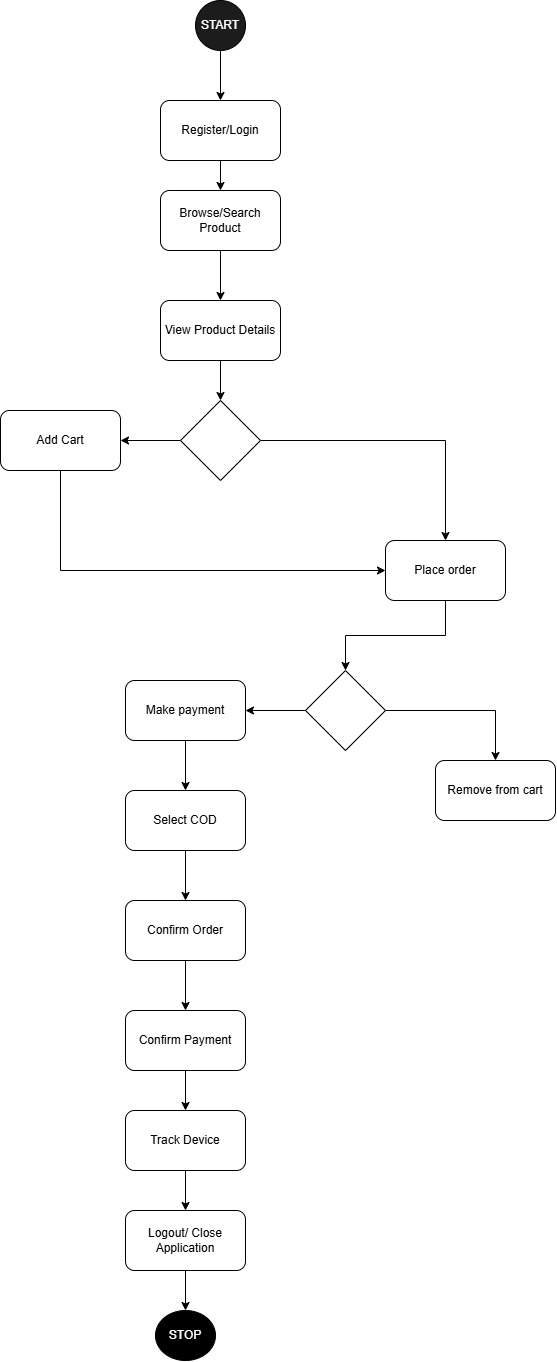 START
Register/Login
Browse/Search
Product
View Product Details
Add Cart
Place order
Make payment
Remove from cart
Select COD
Confirm Order
Confirm Payment
Track Device
Logout/ Close
Application
STOP